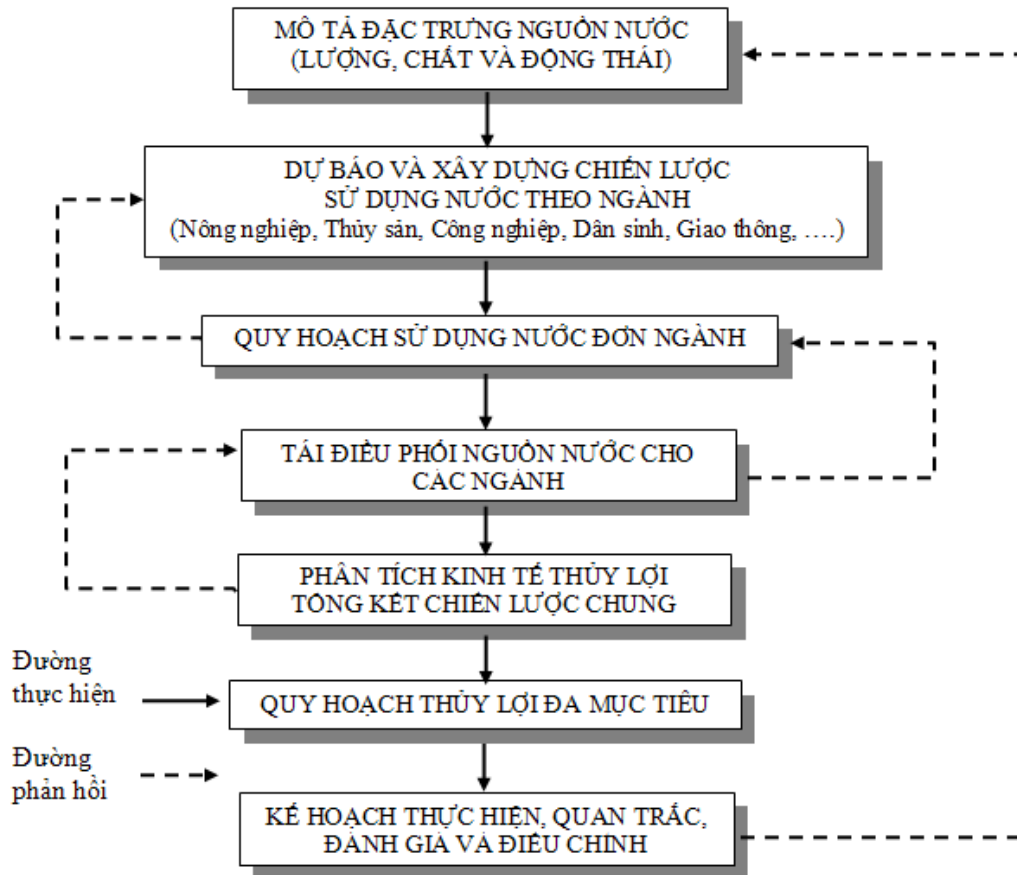 MÔ TẢ ĐẶC TRƯNG NGUỒN NƯỚC
(LƯỢNG, CHẤT VÀ ĐỘNG THÁI)
DỰ BÁO VÀ XÂY DỰNG CHIẾN LƯỢC
SỬ DỤNG NƯỚC THEO NGÀNH
(Nông nghiệp, Thủy sản, Công nghiệp, Dân sinh, Giao thông, ….)
QUY HOẠCH SỬ DỤNG NƯỚC ĐƠN NGÀNH
TÁI ĐIỀU PHỐI NGUỒN NƯỚC CHO
CÁC NGÀNH
PHÂN TÍCH KINH TẾ THỦY LỢI
TỔNG KẾT CHIẾN LƯỢC CHUNG
Đường
thực hiện
QUY HOẠCH THỦY LỢI ĐA MỤC TIÊU
Đường
phản hồi
KẾ HOẠCH THỰC HIỆN, QUAN TRẮC,
ĐÁNH GIÁ VÀ ĐIỀU CHỈNH